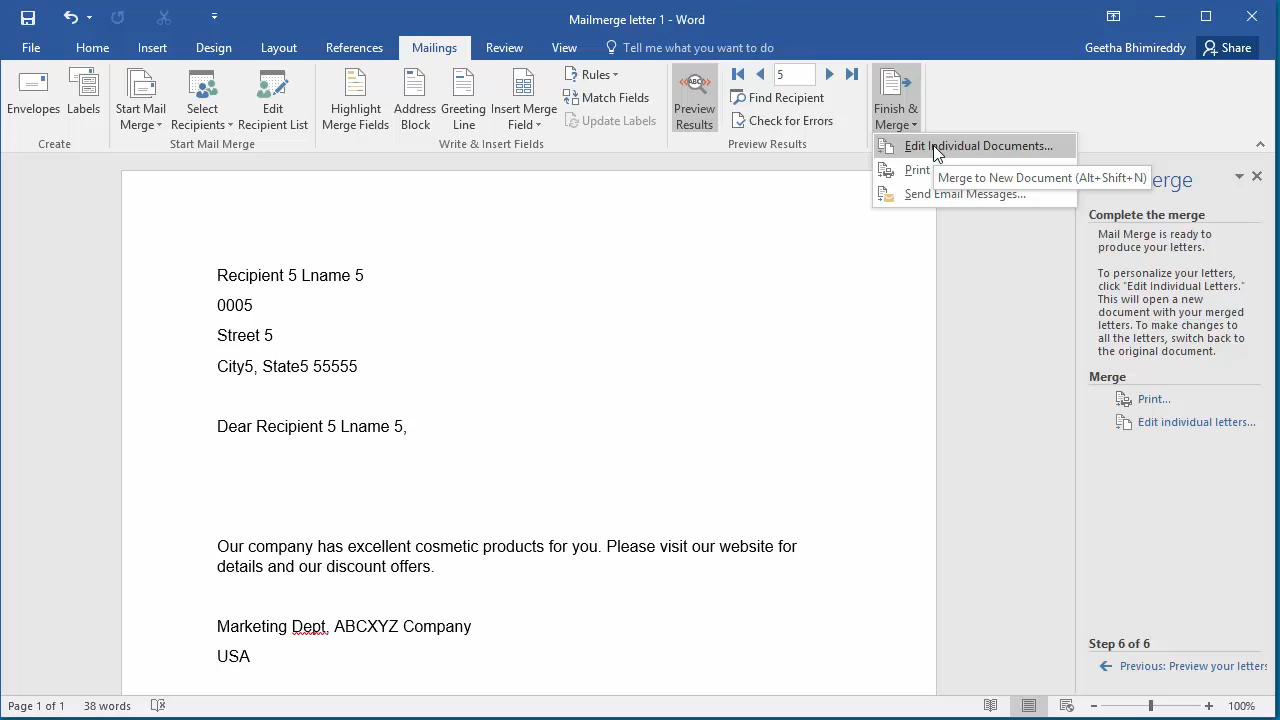 Mailmerge letter 1 - Word
File Home Insert Design Layout References Mailings Review View Tell me what you want to do Geetha Bhimireddy Share
Envelopes Labels
Create
Start Mail Merge Select Recipients Edit Recipient List
Start Mail Merge
Highlight Merge Fields Address Block Greeting Line Insert Merge Field Rules
Match Fields
Update Labels
Write & Insert Fields
Preview Results 5
Find Recipient
Check for Errors
Preview Results
Finish & Merge
Edit Individual Documents...
Print
Merge to New Document (Alt+Shift+N)
Send Email Messages...
Recipient 5 Lname 5
0005
Street 5
City5, State5 55555
Dear Recipient 5 Lname 5,
Our company has excellent cosmetic products for you. Please visit our website for
details and our discount offers.
Marketing Dept, ABCXYZ Company
USA
erge
Complete the merge
Mail Merge is ready to
produce your letters.
To personalize your letters,
click "Edit Individual Letters."
This will open a new
document with your merged
letters. To make changes to
all the letters, switch back to
the original document.
Merge
Print...
Edit individual letters...
Step 6 of 6
Previous: Preview your letters
Page 1 of 1 38 words 100%